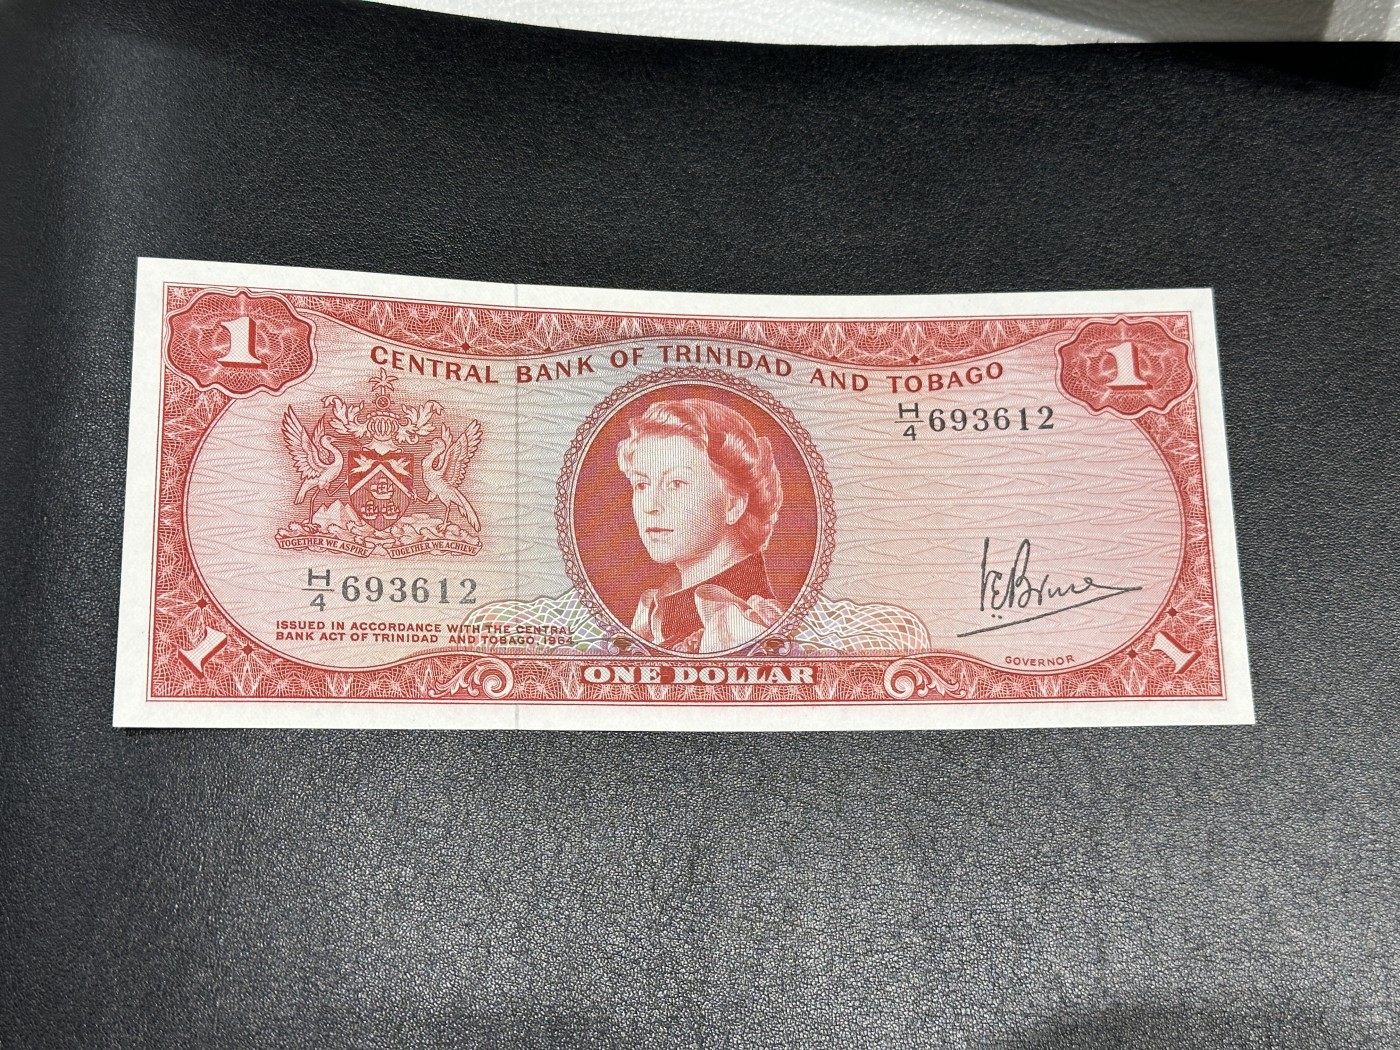 1
1
CENTRAL BANK OF TRINIDAD AND TOBAGO
H/4 693612
TOGETHER WE ASPIRE TOGETHER WE ACHIEVE
H/4 693612
ISSUED IN ACCORDANCE WITH THE CENTRAL
BANK ACT OF TRINIDAD AND TOBAGO 1964
GOVERNOR
1
ONE DOLLAR
1